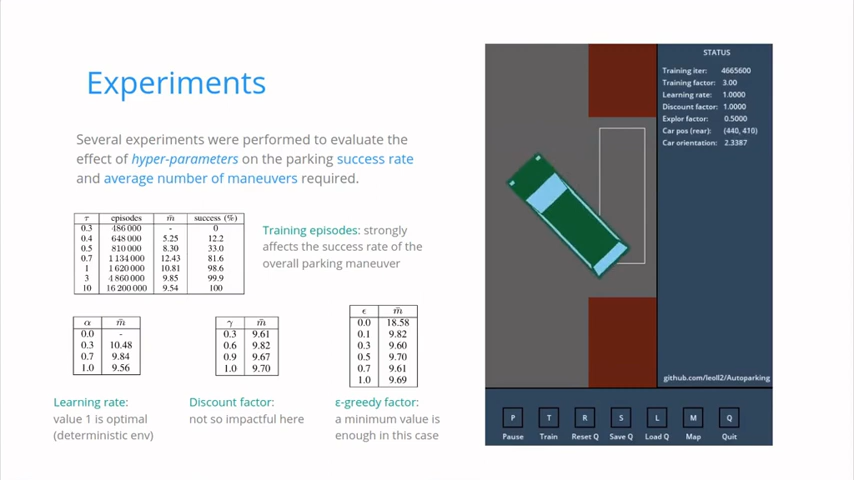 Experiments
Several experiments were performed to evaluate the
effect of hyper-parameters on the parking success rate
and average number of maneuvers required.
τ episodes m̄ success (%)
0.3 486 000 - 0
0.4 648 000 5.25 12.2
0.5 810 000 8.30 33.0
0.7 1 134 000 12.43 81.6
1 1 620 000 10.81 98.6
3 4 860 000 9.85 99.9
10 16 200 000 9.54 100
Training episodes: strongly
affects the success rate of the
overall parking maneuver
α m̄
0.0 -
0.3 10.48
0.7 9.84
1.0 9.56
Learning rate:
value 1 is optimal
(deterministic env)
γ m̄
0.3 9.61
0.6 9.82
0.9 9.67
1.0 9.70
Discount factor:
not so impactful here
ϵ m̄
0.0 18.58
0.1 9.82
0.3 9.60
0.5 9.70
0.7 9.61
1.0 9.69
ε-greedy factor:
a minimum value is
enough in this case
STATUS
Training iter: 4665600
Training factor: 3.00
Learning rate: 1.0000
Discount factor: 1.0000
Explor factor: 0.5000
Car pos (rear): (440, 410)
Car orientation: 2.3387
github.com/leoll2/Autoparking
P T R S L M Q
Pause Train Reset Q Save Q Load Q Map Quit